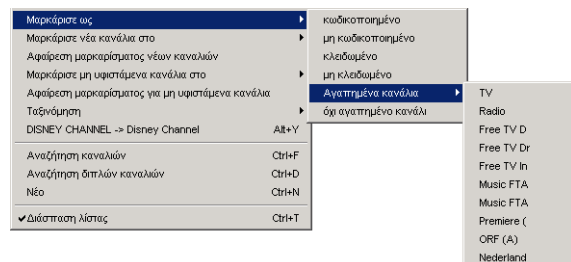 Μαρκάρισε ως
Μαρκάρισε νέα κανάλια στο
Αφαίρεση μαρκαρίσματος νέων καναλιών
Μαρκάρισε μη υφιστάμενα κανάλια στο
Αφαίρεση μαρκαρίσματος για μη υφιστάμενα κανάλια
Ταξινόμηση
DISNEY CHANNEL -> Disney Channel Alt+Y
Αναζήτηση καναλιών Ctrl+F
Αναζήτηση διπλών καναλιών Ctrl+D
Νέο Ctrl+N
✔Διάσπαση λίστας Ctrl+T
κωδικοποιημένο
μη κωδικοποιημένο
κλειδωμένο
μη κλειδωμένο
Αγαπημένα κανάλια
όχι αγαπημένο κανάλι
TV
Radio
Free TV D
Free TV Dr
Free TV In
Music FTA
Music FTA
Premiere (
ORF (A)
Nederland